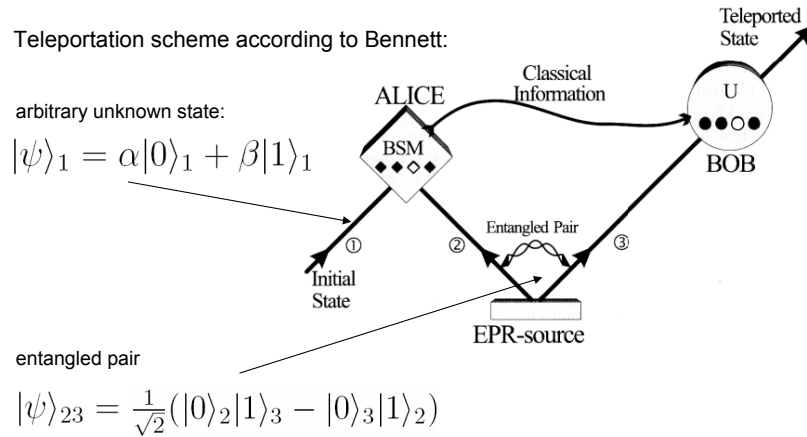 Teleportation scheme according to Bennett:
Teleported
State
Classical
Information
ALICE
U
arbitrary unknown state:
BSM
BOB
|ψ⟩₁ = α|0⟩₁ + β|1⟩₁
Entangled Pair
①
②
③
Initial
State
EPR-source
entangled pair
|ψ⟩₂₃ = 1/√2(|0⟩₂|1⟩₃ − |0⟩₃|1⟩₂)